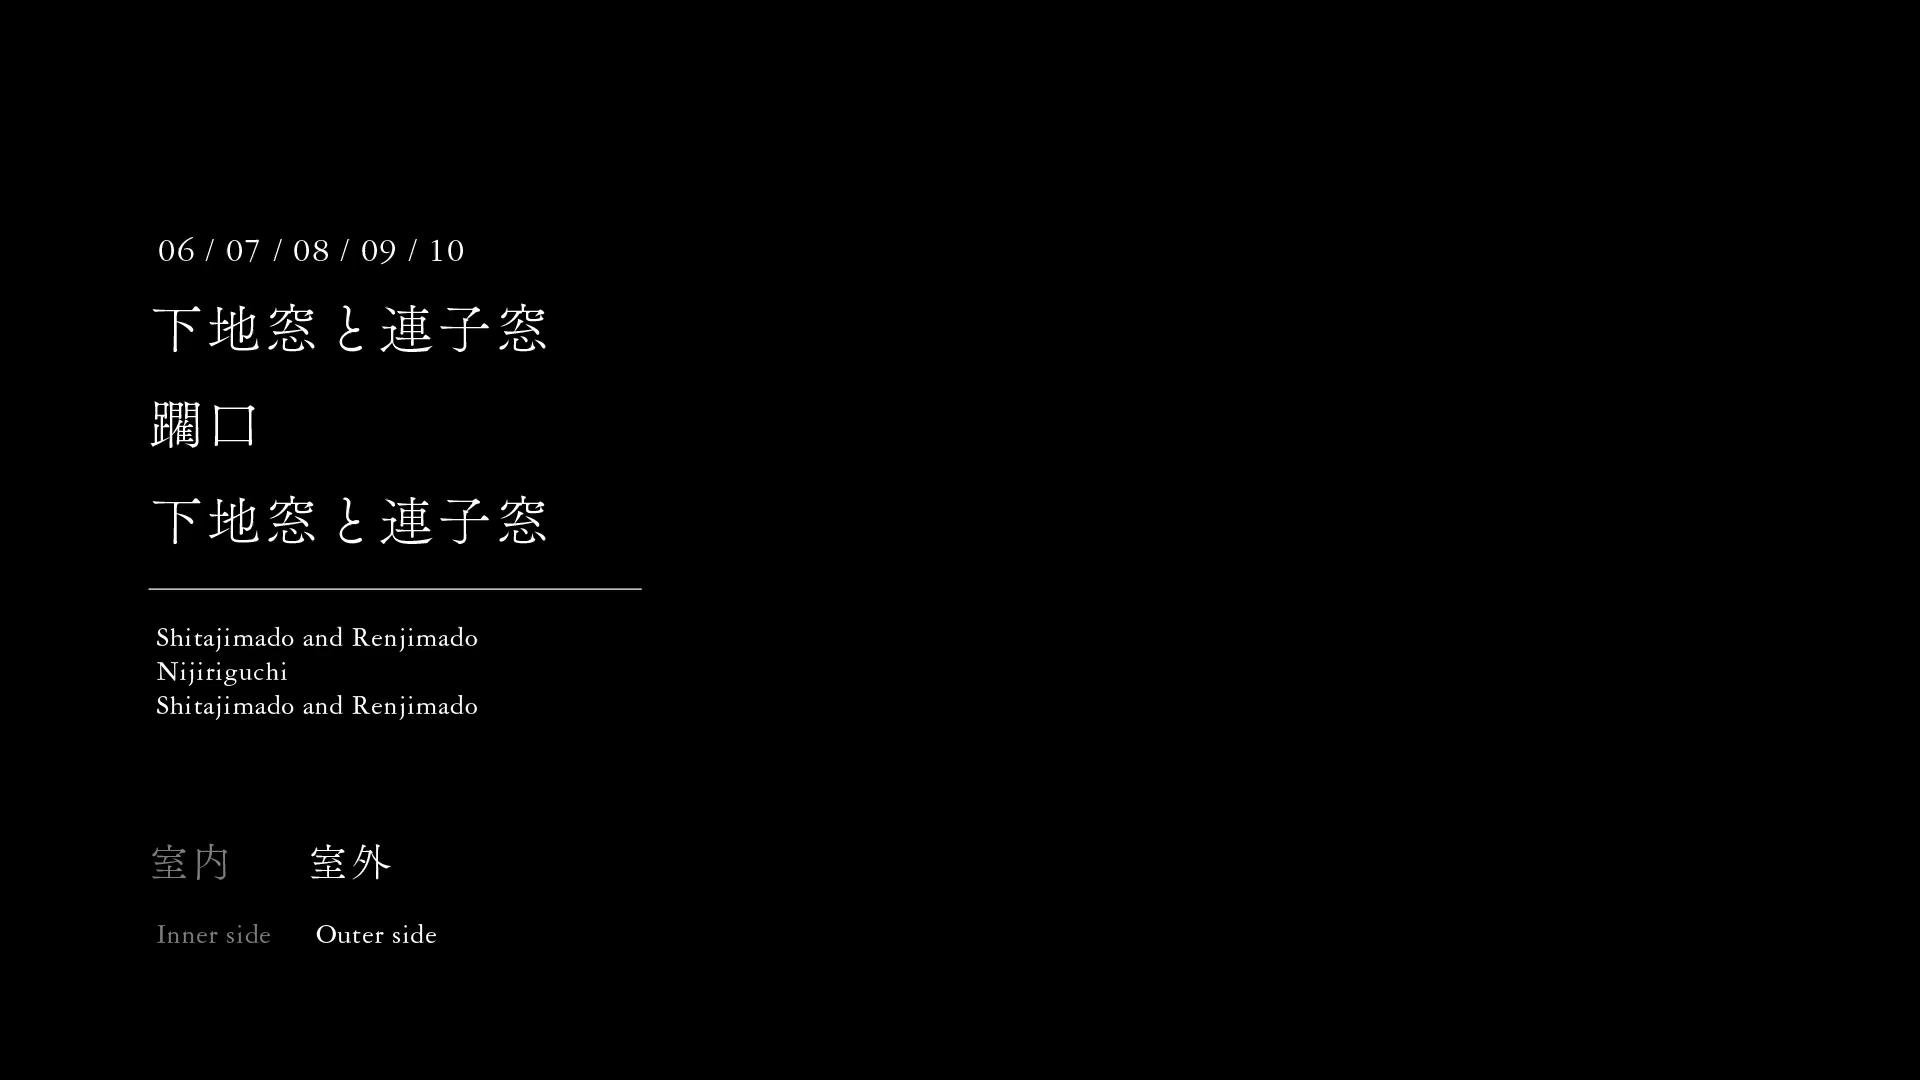 06 / 07 / 08 / 09 / 10
下地窓と連子窓
躙口
下地窓と連子窓
Shitajimado and Renjimado
Nijiriguchi
Shitajimado and Renjimado
室内 室外
Inner side Outer side